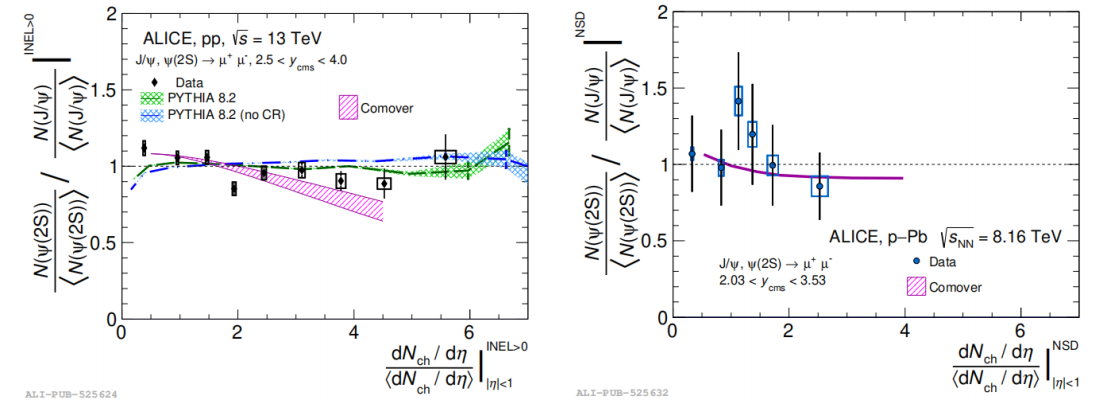 ALICE, pp, √s = 13 TeV
J/ψ, ψ(2S) → μ⁺ μ⁻, 2.5 < y_cms < 4.0
Data
PYTHIA 8.2
PYTHIA 8.2 (no CR)
Comover
N(ψ(2S)) / ⟨N(ψ(2S))⟩ / N(J/ψ) / ⟨N(J/ψ)⟩ | INEL>0
2
1.5
1
0.5
0
0 2 4 6
dN_ch / dη / ⟨dN_ch / dη⟩ | INEL>0 |η|<1
ALI-PUB-525624
N(ψ(2S)) / ⟨N(ψ(2S))⟩ / N(J/ψ) / ⟨N(J/ψ)⟩ | NSD
2
1.5
1
0.5
0
ALICE, p–Pb √s_NN = 8.16 TeV
J/ψ, ψ(2S) → μ⁺ μ⁻
2.03 < y_cms < 3.53
Data
Comover
0 2 4 6
dN_ch / dη / ⟨dN_ch / dη⟩ | NSD |η|<1
ALI-PUB-525632